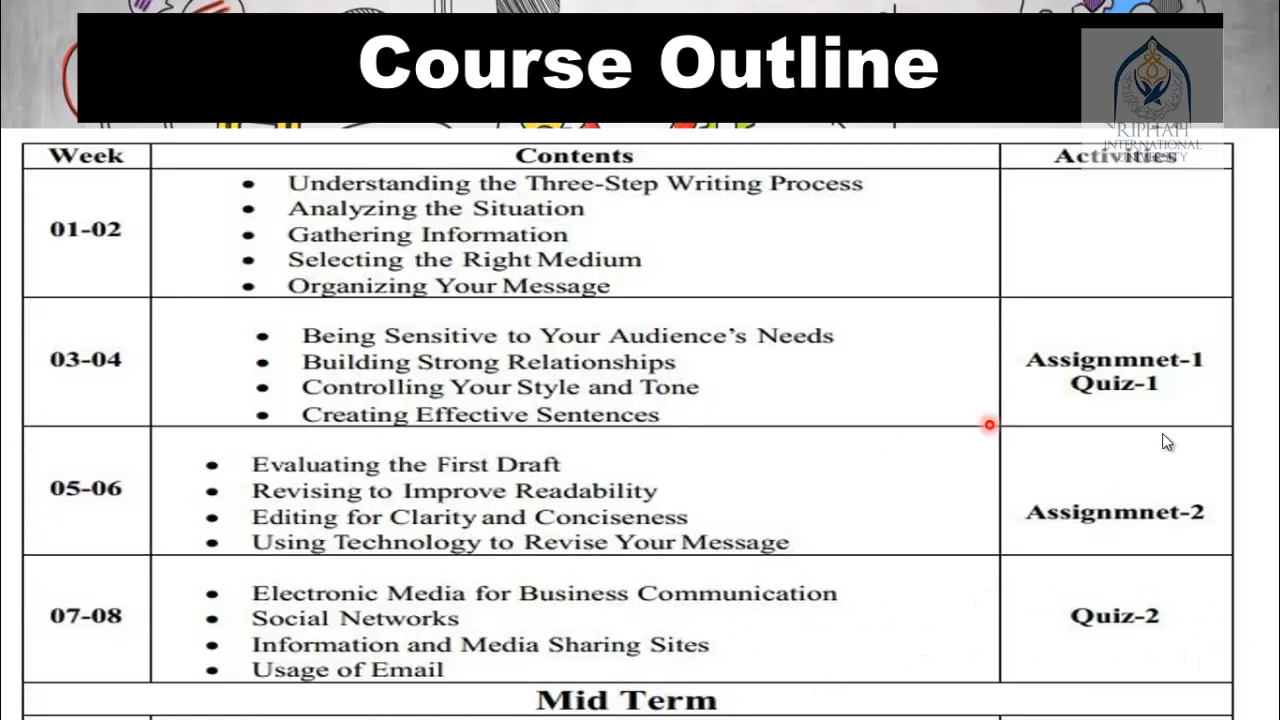 Course Outline
RIPHAH
INTERNATIONAL
UNIVERSITY
Week Contents Activities
01-02
• Understanding the Three-Step Writing Process
• Analyzing the Situation
• Gathering Information
• Selecting the Right Medium
• Organizing Your Message
03-04
• Being Sensitive to Your Audience's Needs
• Building Strong Relationships
• Controlling Your Style and Tone
• Creating Effective Sentences
Assignmnet-1
Quiz-1
05-06
• Evaluating the First Draft
• Revising to Improve Readability
• Editing for Clarity and Conciseness
• Using Technology to Revise Your Message
Assignmnet-2
07-08
• Electronic Media for Business Communication
• Social Networks
• Information and Media Sharing Sites
• Usage of Email
Quiz-2
Mid Term